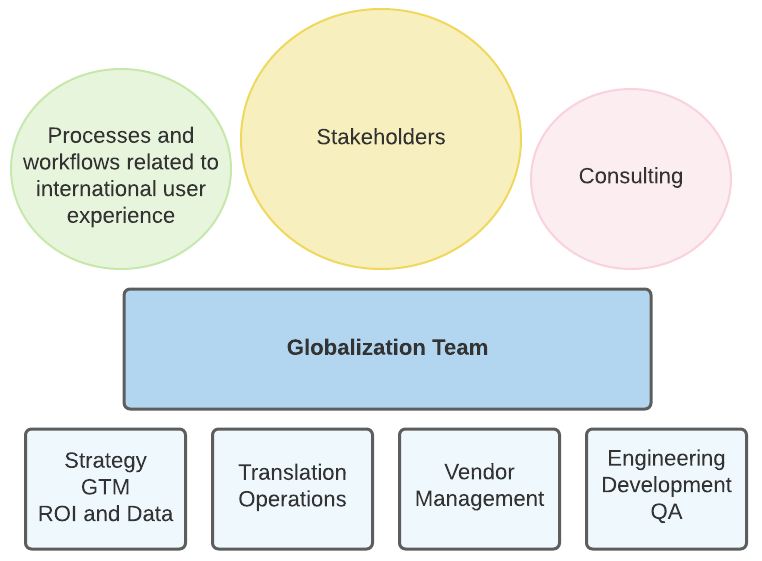 Processes and
workflows related to
international user
experience
Stakeholders
Consulting
Globalization Team
Strategy
GTM
ROI and Data
Translation
Operations
Vendor
Management
Engineering
Development
QA